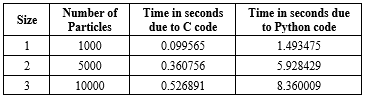 Size Number of Particles Time in seconds due to C code Time in seconds due to Python code
1 1000 0.099565 1.493475
2 5000 0.360756 5.928429
3 10000 0.526891 8.360009